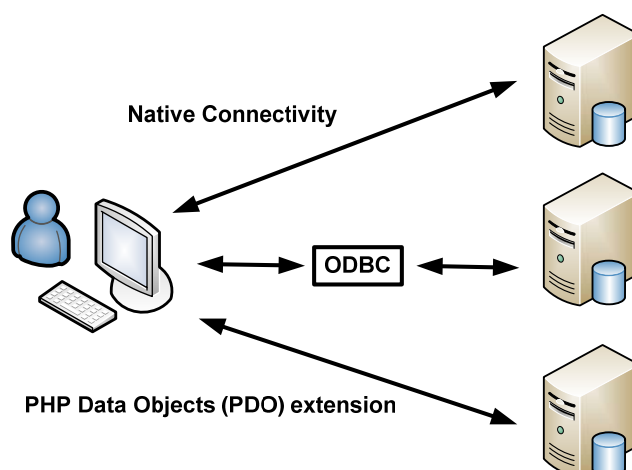 Native Connectivity
ODBC
PHP Data Objects (PDO) extension